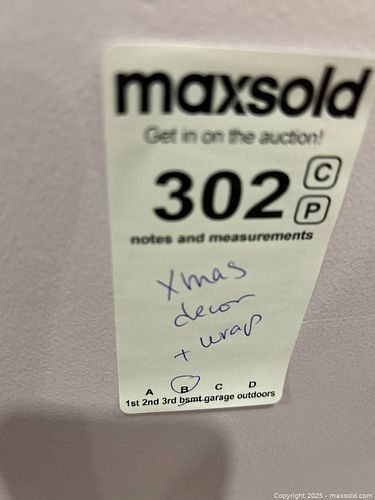 maxsold
Get in on the auction!
302 C
P
notes and measurements
xmas
decor
+ wrap
A B C D
1st 2nd 3rd bsmt garage outdoors
Copyright 2025 - maxsold.com